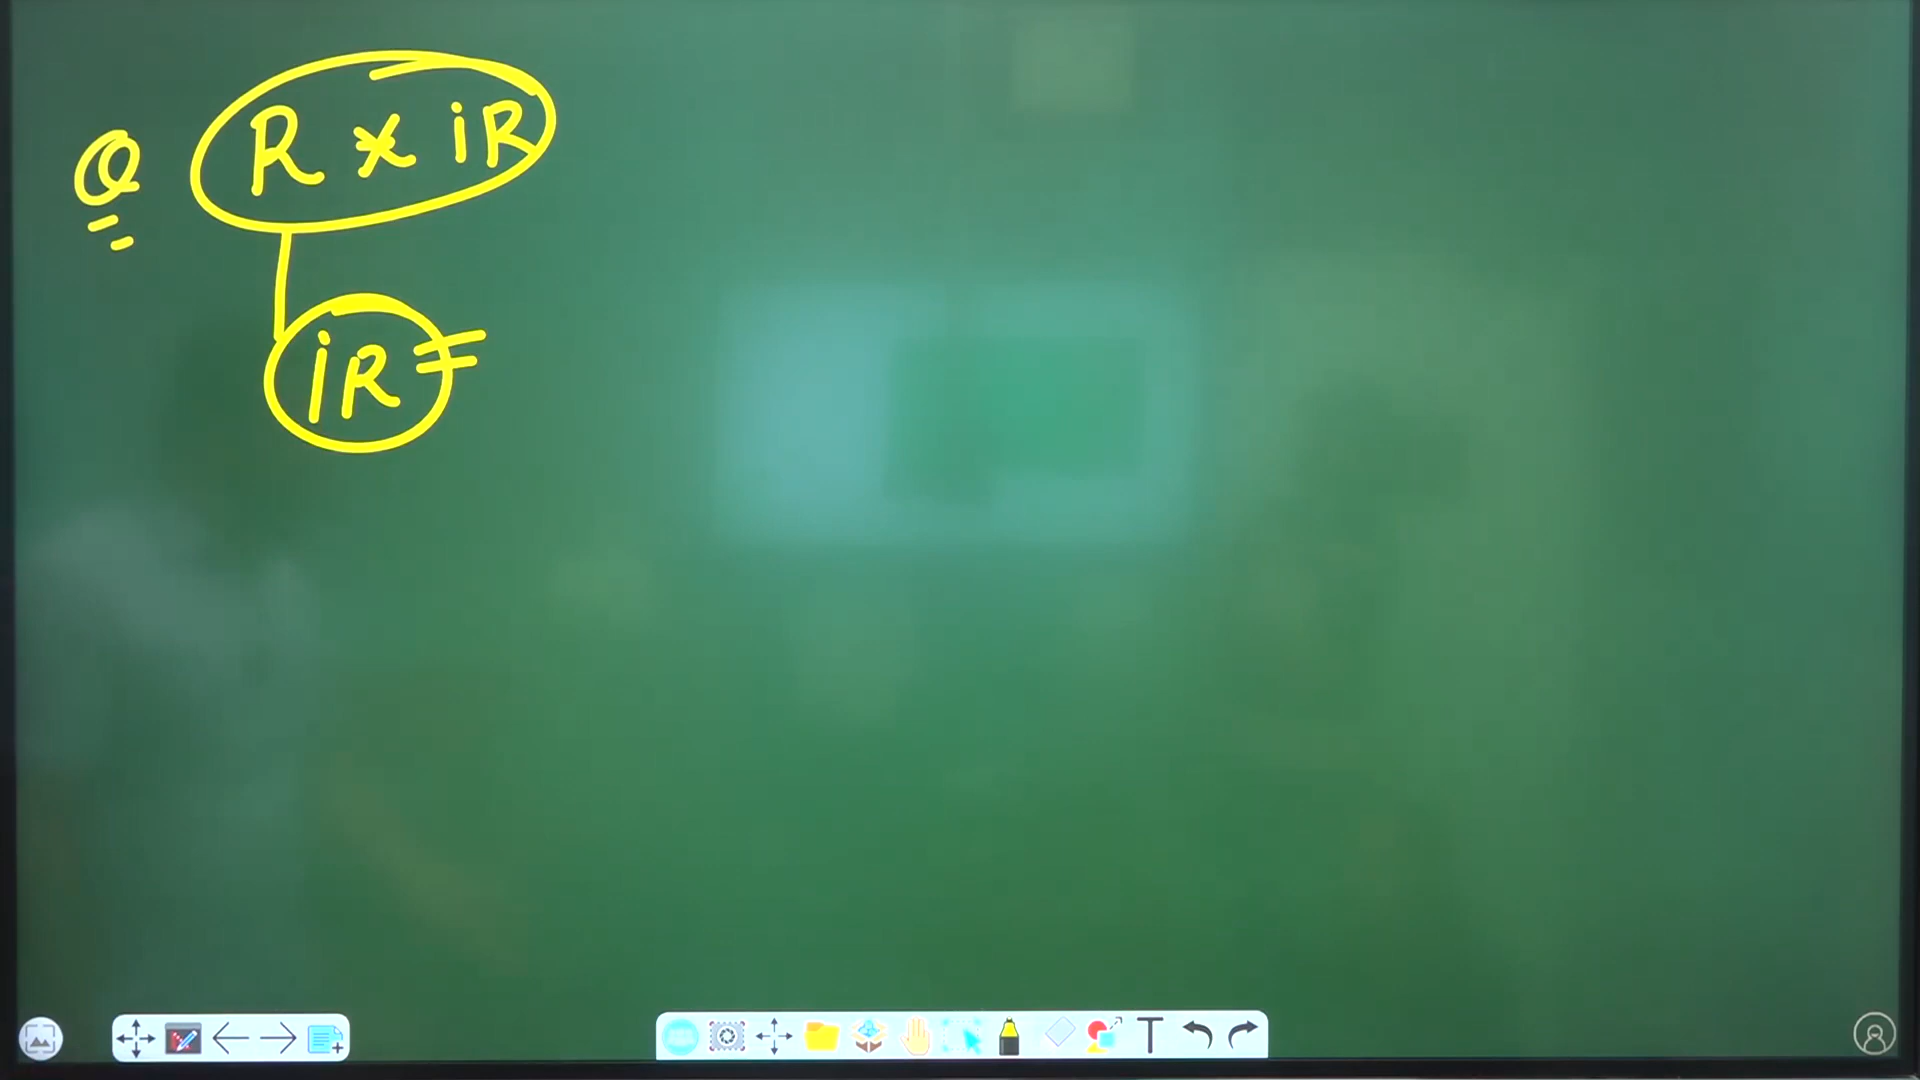 Q R × iR
iR =